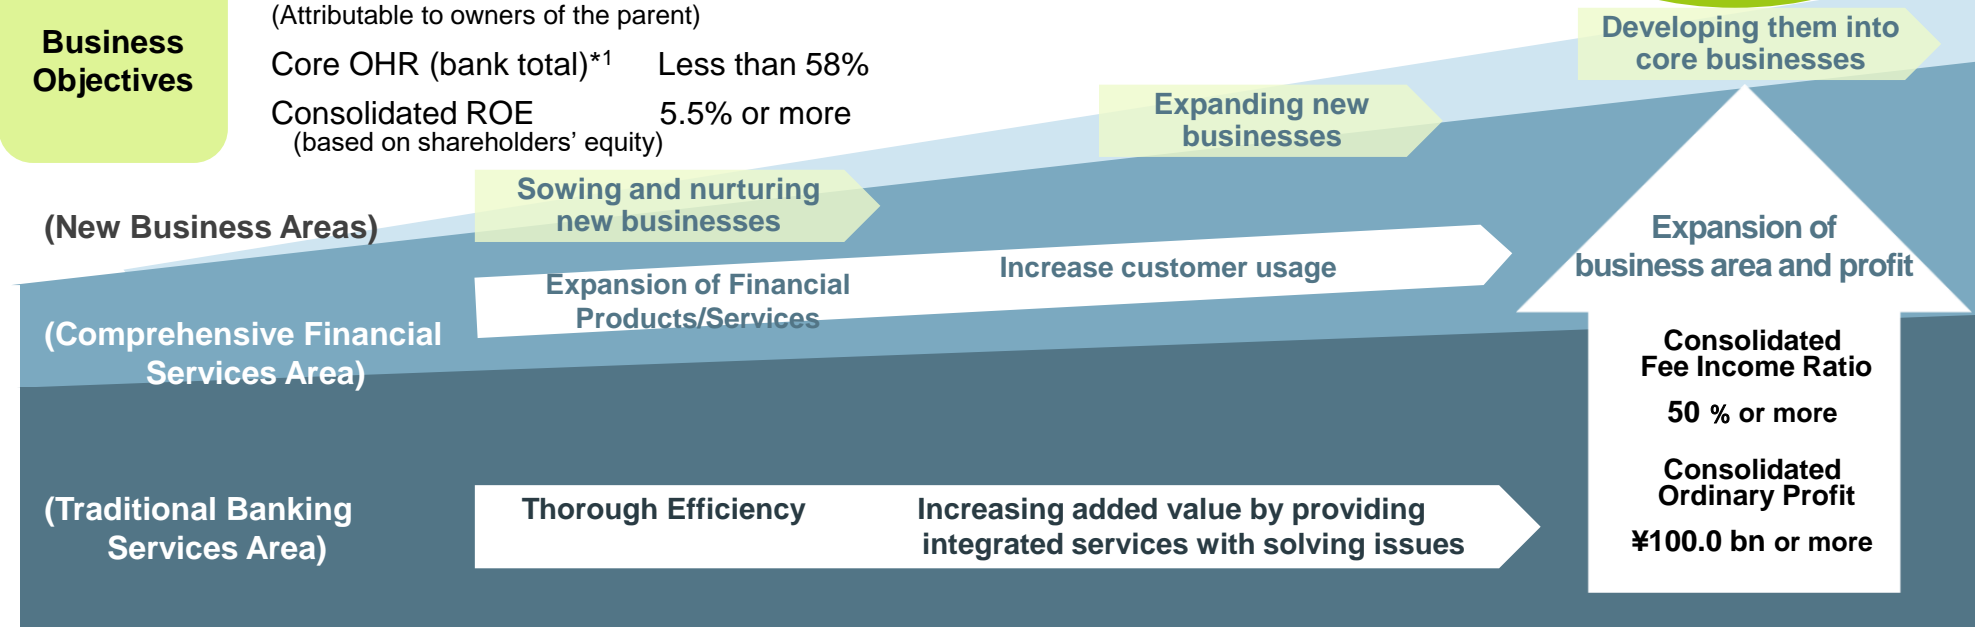 Business
Objectives
(Attributable to owners of the parent)
Core OHR (bank total)*1 Less than 58%
Consolidated ROE 5.5% or more
(based on shareholders' equity)
Developing them into
core businesses
Expanding new
businesses
Sowing and nurturing
new businesses
(New Business Areas)
Expansion of Financial
Products/Services
Increase customer usage
Expansion of
business area and profit
(Comprehensive Financial
Services Area)
Consolidated
Fee Income Ratio
50 % or more
Consolidated
Ordinary Profit
¥100.0 bn or more
(Traditional Banking
Services Area)
Thorough Efficiency
Increasing added value by providing
integrated services with solving issues